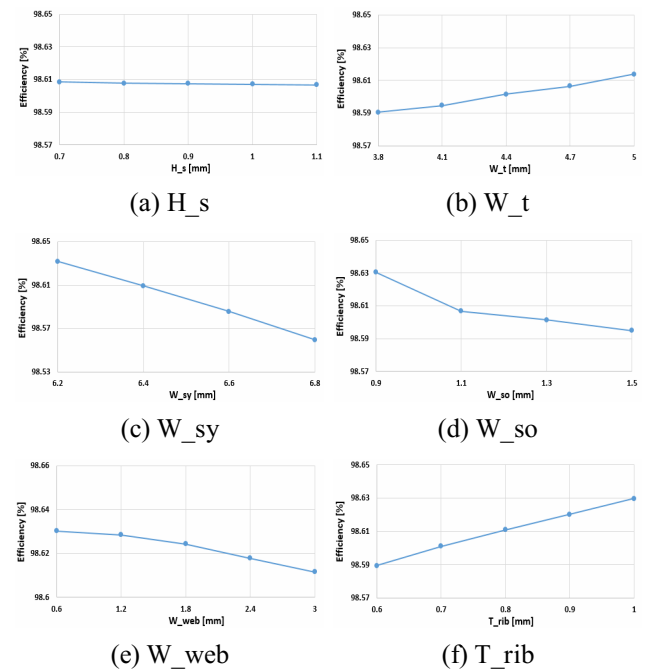 98.65
98.63
98.61
98.59
98.57
Efficiency [%]
0.7 0.8 0.9 1 1.1
H_s [mm]
(a) H_s
98.65
98.63
98.61
98.59
98.57
Efficiency [%]
3.8 4.1 4.4 4.7 5
W_t [mm]
(b) W_t
98.65
98.61
98.57
98.53
Efficiency [%]
6.2 6.4 6.6 6.8
W_sy [mm]
(c) W_sy
98.65
98.63
98.61
98.59
98.57
Efficiency [%]
0.9 1.1 1.3 1.5
W_so [mm]
(d) W_so
98.66
98.64
98.62
98.6
Efficiency [%]
0.6 1.2 1.8 2.4 3
W_web [mm]
(e) W_web
98.65
98.63
98.61
98.59
98.57
Efficiency [%]
0.6 0.7 0.8 0.9 1
T_rib [mm]
(f) T_rib